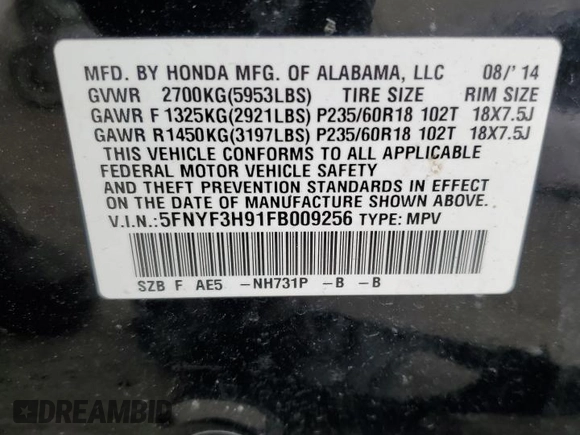 MFD. BY HONDA MFG. OF ALABAMA, LLC 08/'14
GVWR 2700KG(5953LBS) TIRE SIZE RIM SIZE
GAWR F 1325KG(2921LBS) P235/60R18 102T 18X7.5J
GAWR R1450KG(3197LBS) P235/60R18 102T 18X7.5J
THIS VEHICLE CONFORMS TO ALL APPLICABLE
FEDERAL MOTOR VEHICLE SAFETY
AND THEFT PREVENTION STANDARDS IN EFFECT
ON THE DATE OF MANUFACTURE SHOWN ABOVE.
V.I.N.:5FNYF3H91FB009256 TYPE: MPV
SZB F AE5 -NH731P -B -B
DREAMBID